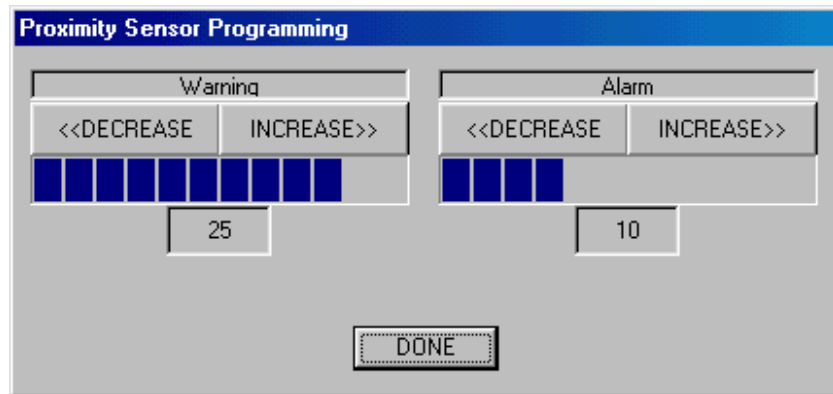 Proximity Sensor Programming
Warning Alarm
<<DECREASE INCREASE>> <<DECREASE INCREASE>>
25 10
DONE